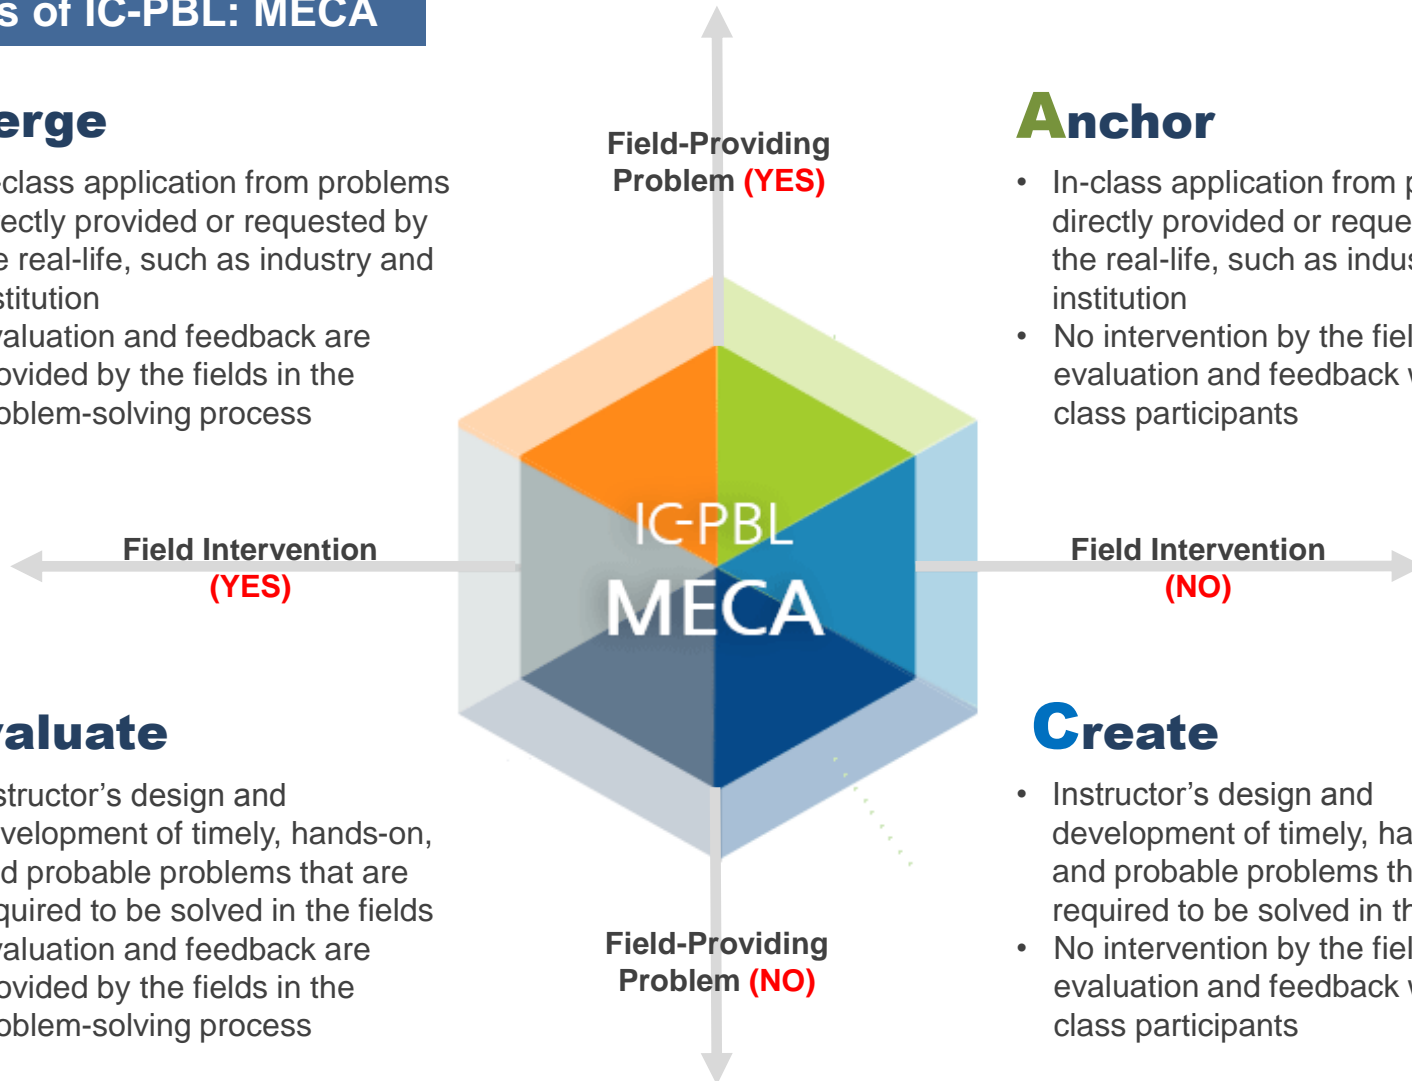 s of IC-PBL: MECA
erge
-class application from problems
ectly provided or requested by
e real-life, such as industry and
stitution
valuation and feedback are
ovided by the fields in the
oblem-solving process
Field-Providing
Problem (YES)
Anchor
• In-class application from p
directly provided or reque
the real-life, such as indus
institution
• No intervention by the fiel
evaluation and feedback w
class participants
Field Intervention
(YES)
IC-PBL
MECA
Field Intervention
(NO)
valuate
structor’s design and
velopment of timely, hands-on,
d probable problems that are
quired to be solved in the fields
valuation and feedback are
ovided by the fields in the
oblem-solving process
Field-Providing
Problem (NO)
Create
• Instructor’s design and
development of timely, ha
and probable problems th
required to be solved in th
• No intervention by the fiel
evaluation and feedback w
class participants